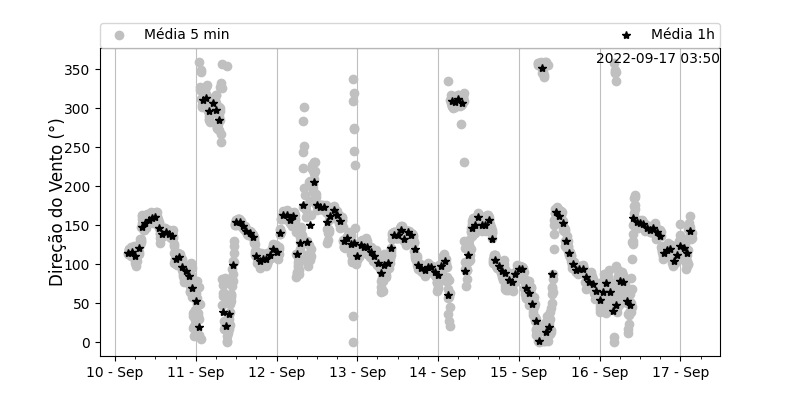 Média 5 min
Média 1h
2022-09-17 03:50
Direção do Vento (°)
350
300
250
200
150
100
50
0
10 - Sep
11 - Sep
12 - Sep
13 - Sep
14 - Sep
15 - Sep
16 - Sep
17 - Sep